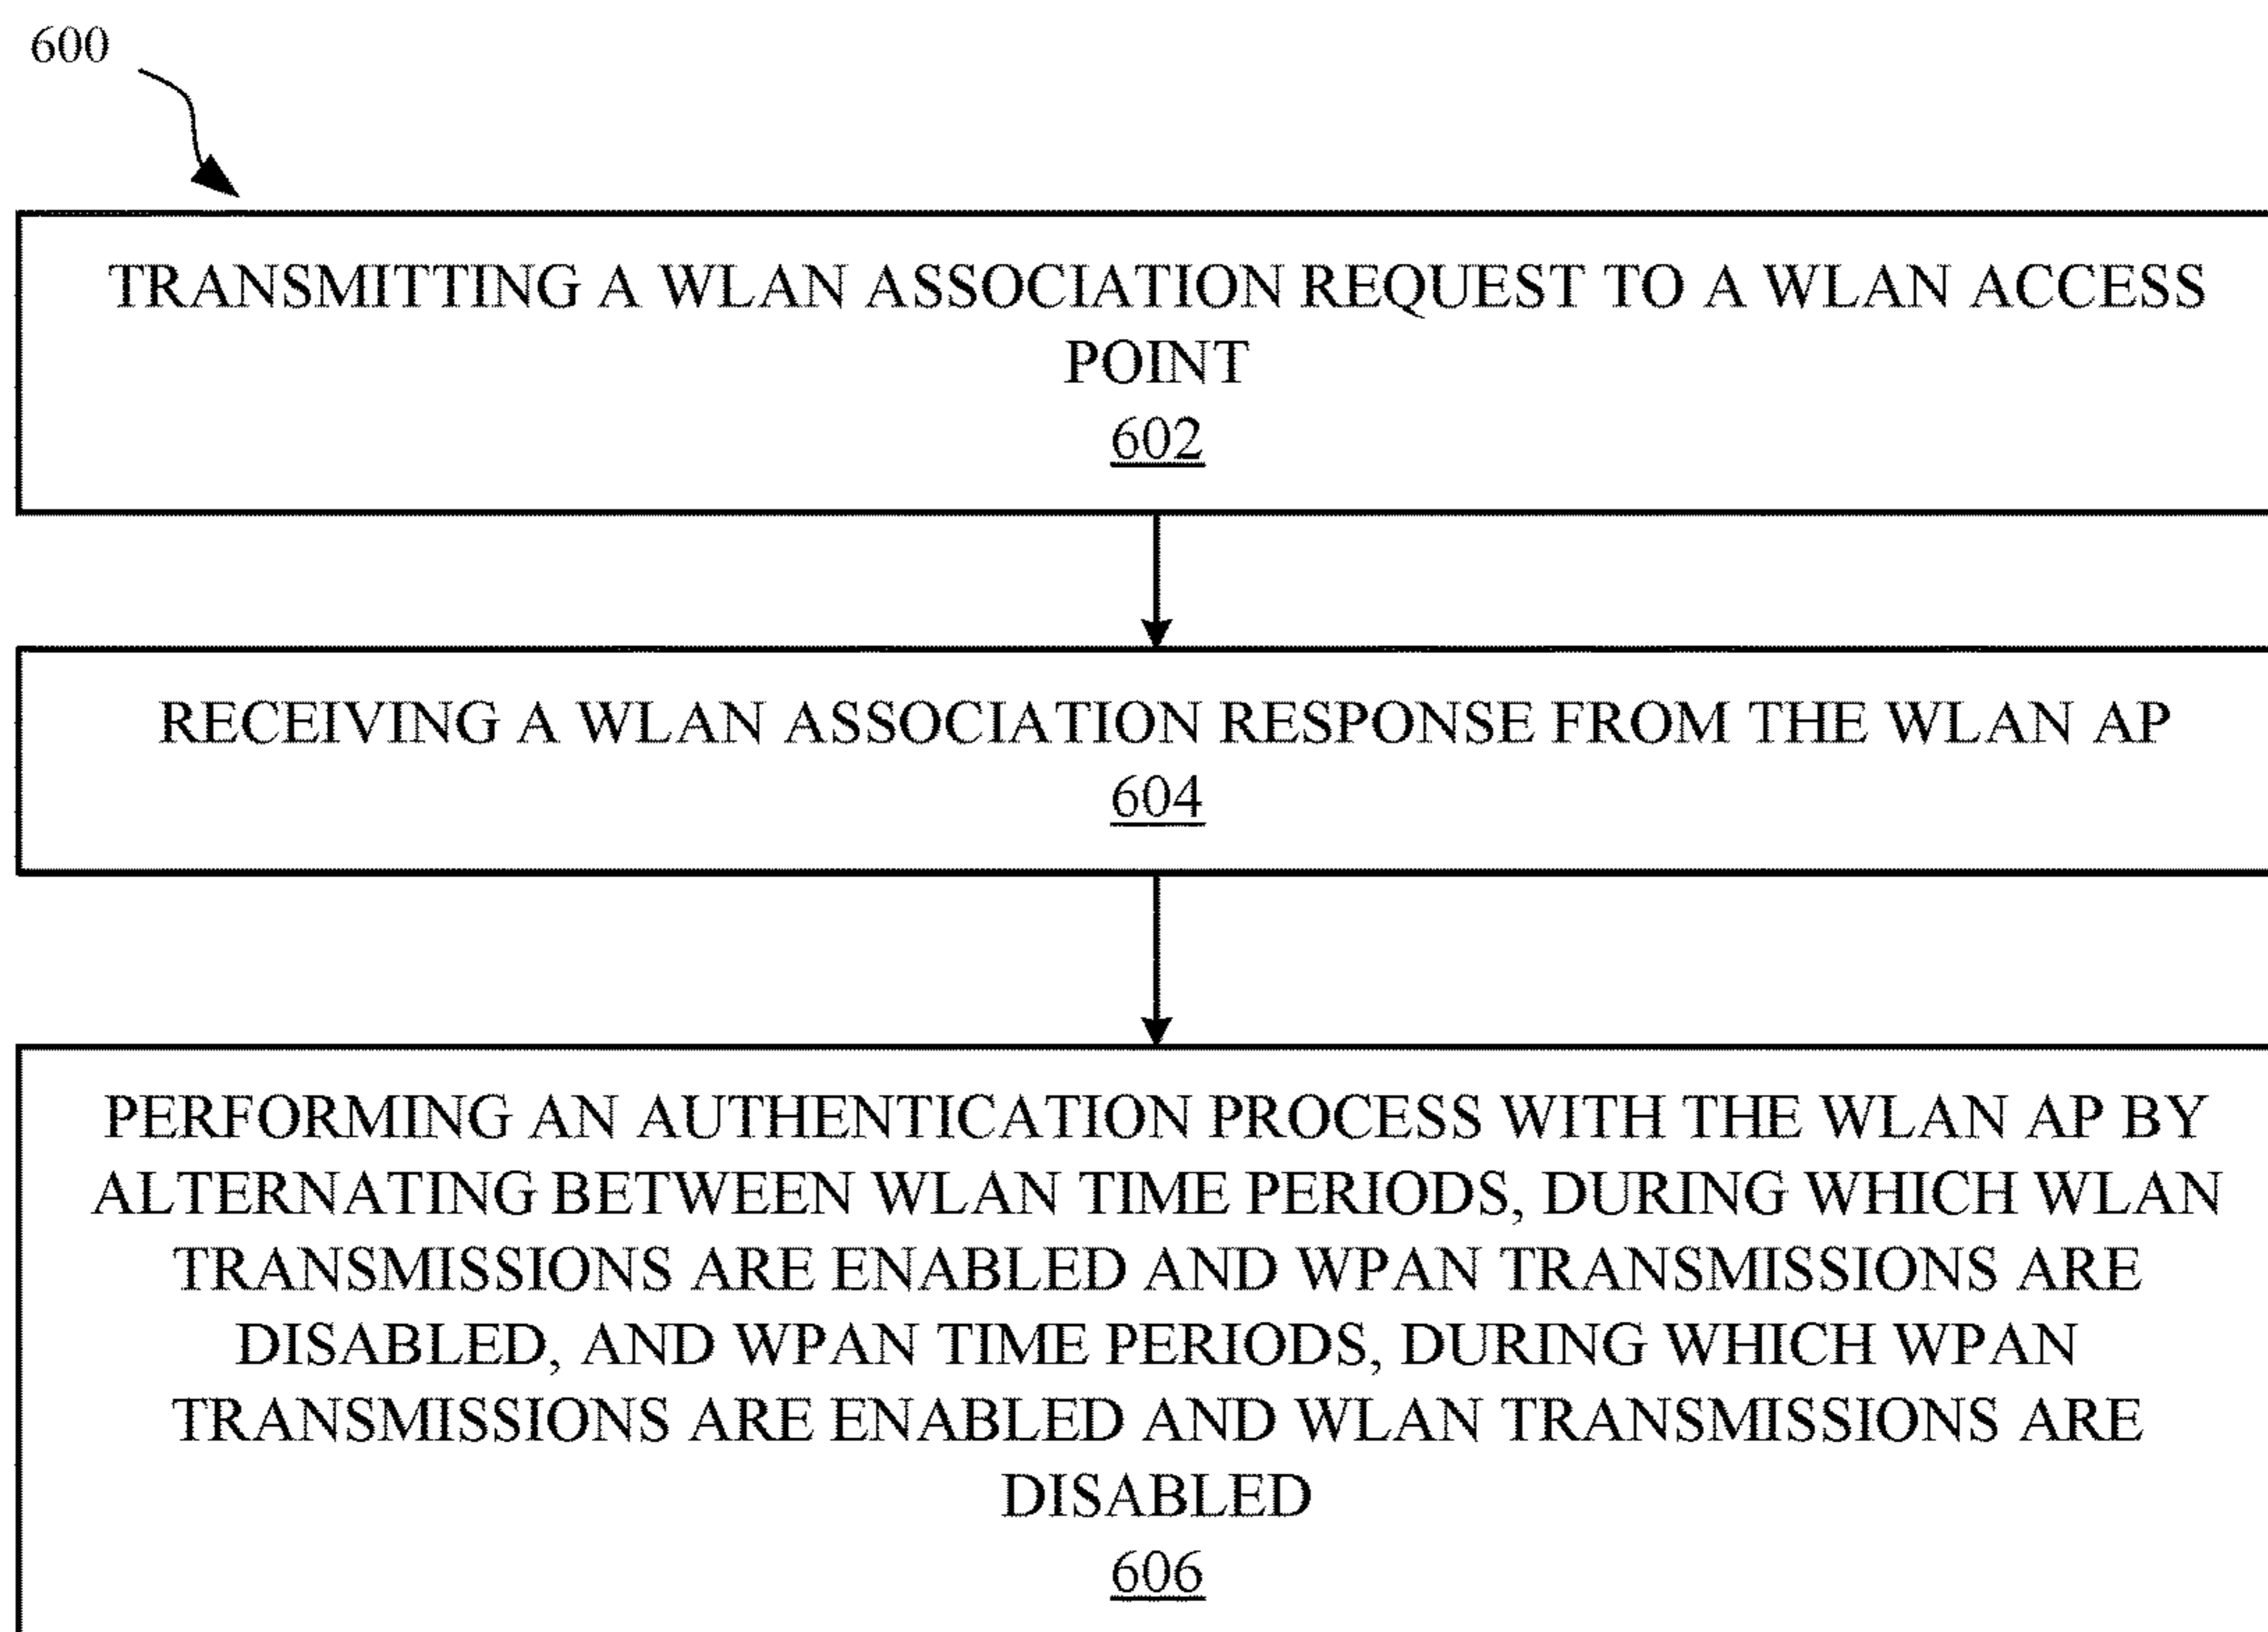 600
TRANSMITTING A WLAN ASSOCIATION REQUEST TO A WLAN ACCESS
POINT
602
RECEIVING A WLAN ASSOCIATION RESPONSE FROM THE WLAN AP
604
PERFORMING AN AUTHENTICATION PROCESS WITH THE WLAN AP BY
ALTERNATING BETWEEN WLAN TIME PERIODS, DURING WHICH WLAN
TRANSMISSIONS ARE ENABLED AND WPAN TRANSMISSIONS ARE
DISABLED, AND WPAN TIME PERIODS, DURING WHICH WPAN
TRANSMISSIONS ARE ENABLED AND WLAN TRANSMISSIONS ARE
DISABLED
606